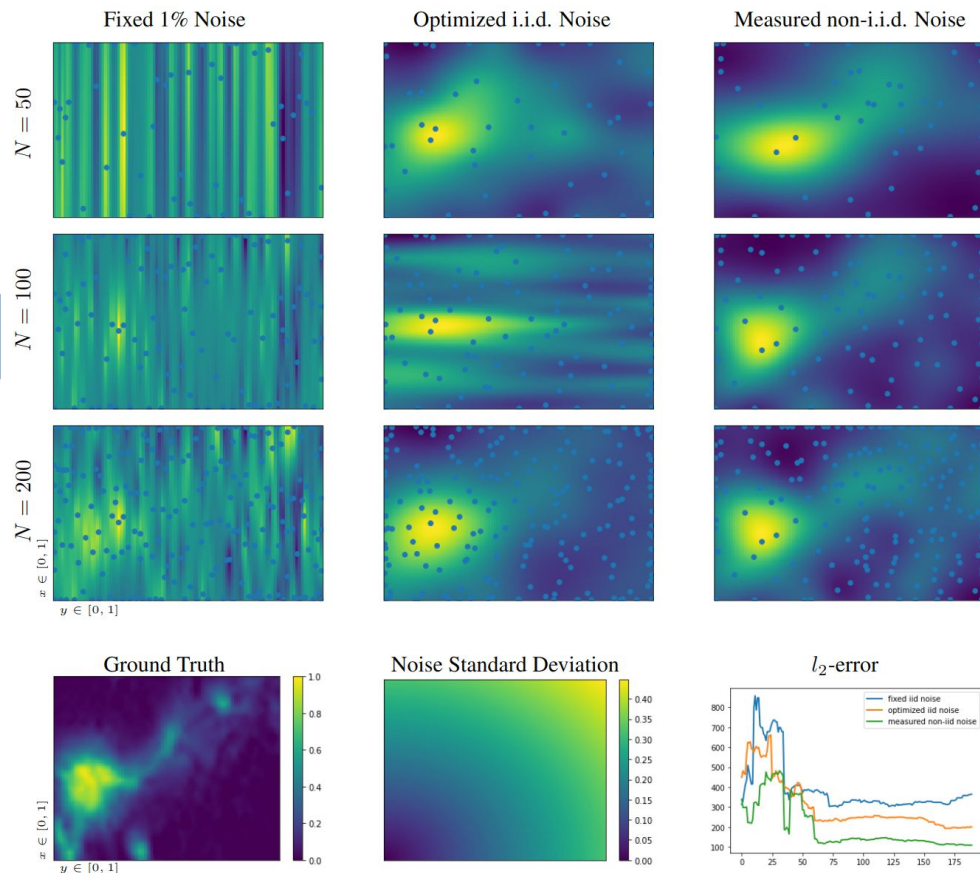 Fixed 1% Noise
Optimized i.i.d. Noise
Measured non-i.i.d. Noise
N = 50
N = 100
N = 200
x ∈ [0, 1]
y ∈ [0, 1]
Ground Truth
Noise Standard Deviation
l₂-error
1.0
0.8
0.6
0.4
0.2
0.0
x ∈ [0, 1]
y ∈ [0, 1]
0.40
0.35
0.30
0.25
0.20
0.15
0.10
0.05
0.00
fixed iid noise
optimized iid noise
measured non-iid noise
800
700
600
500
400
300
200
100
0 25 50 75 100 125 150 175